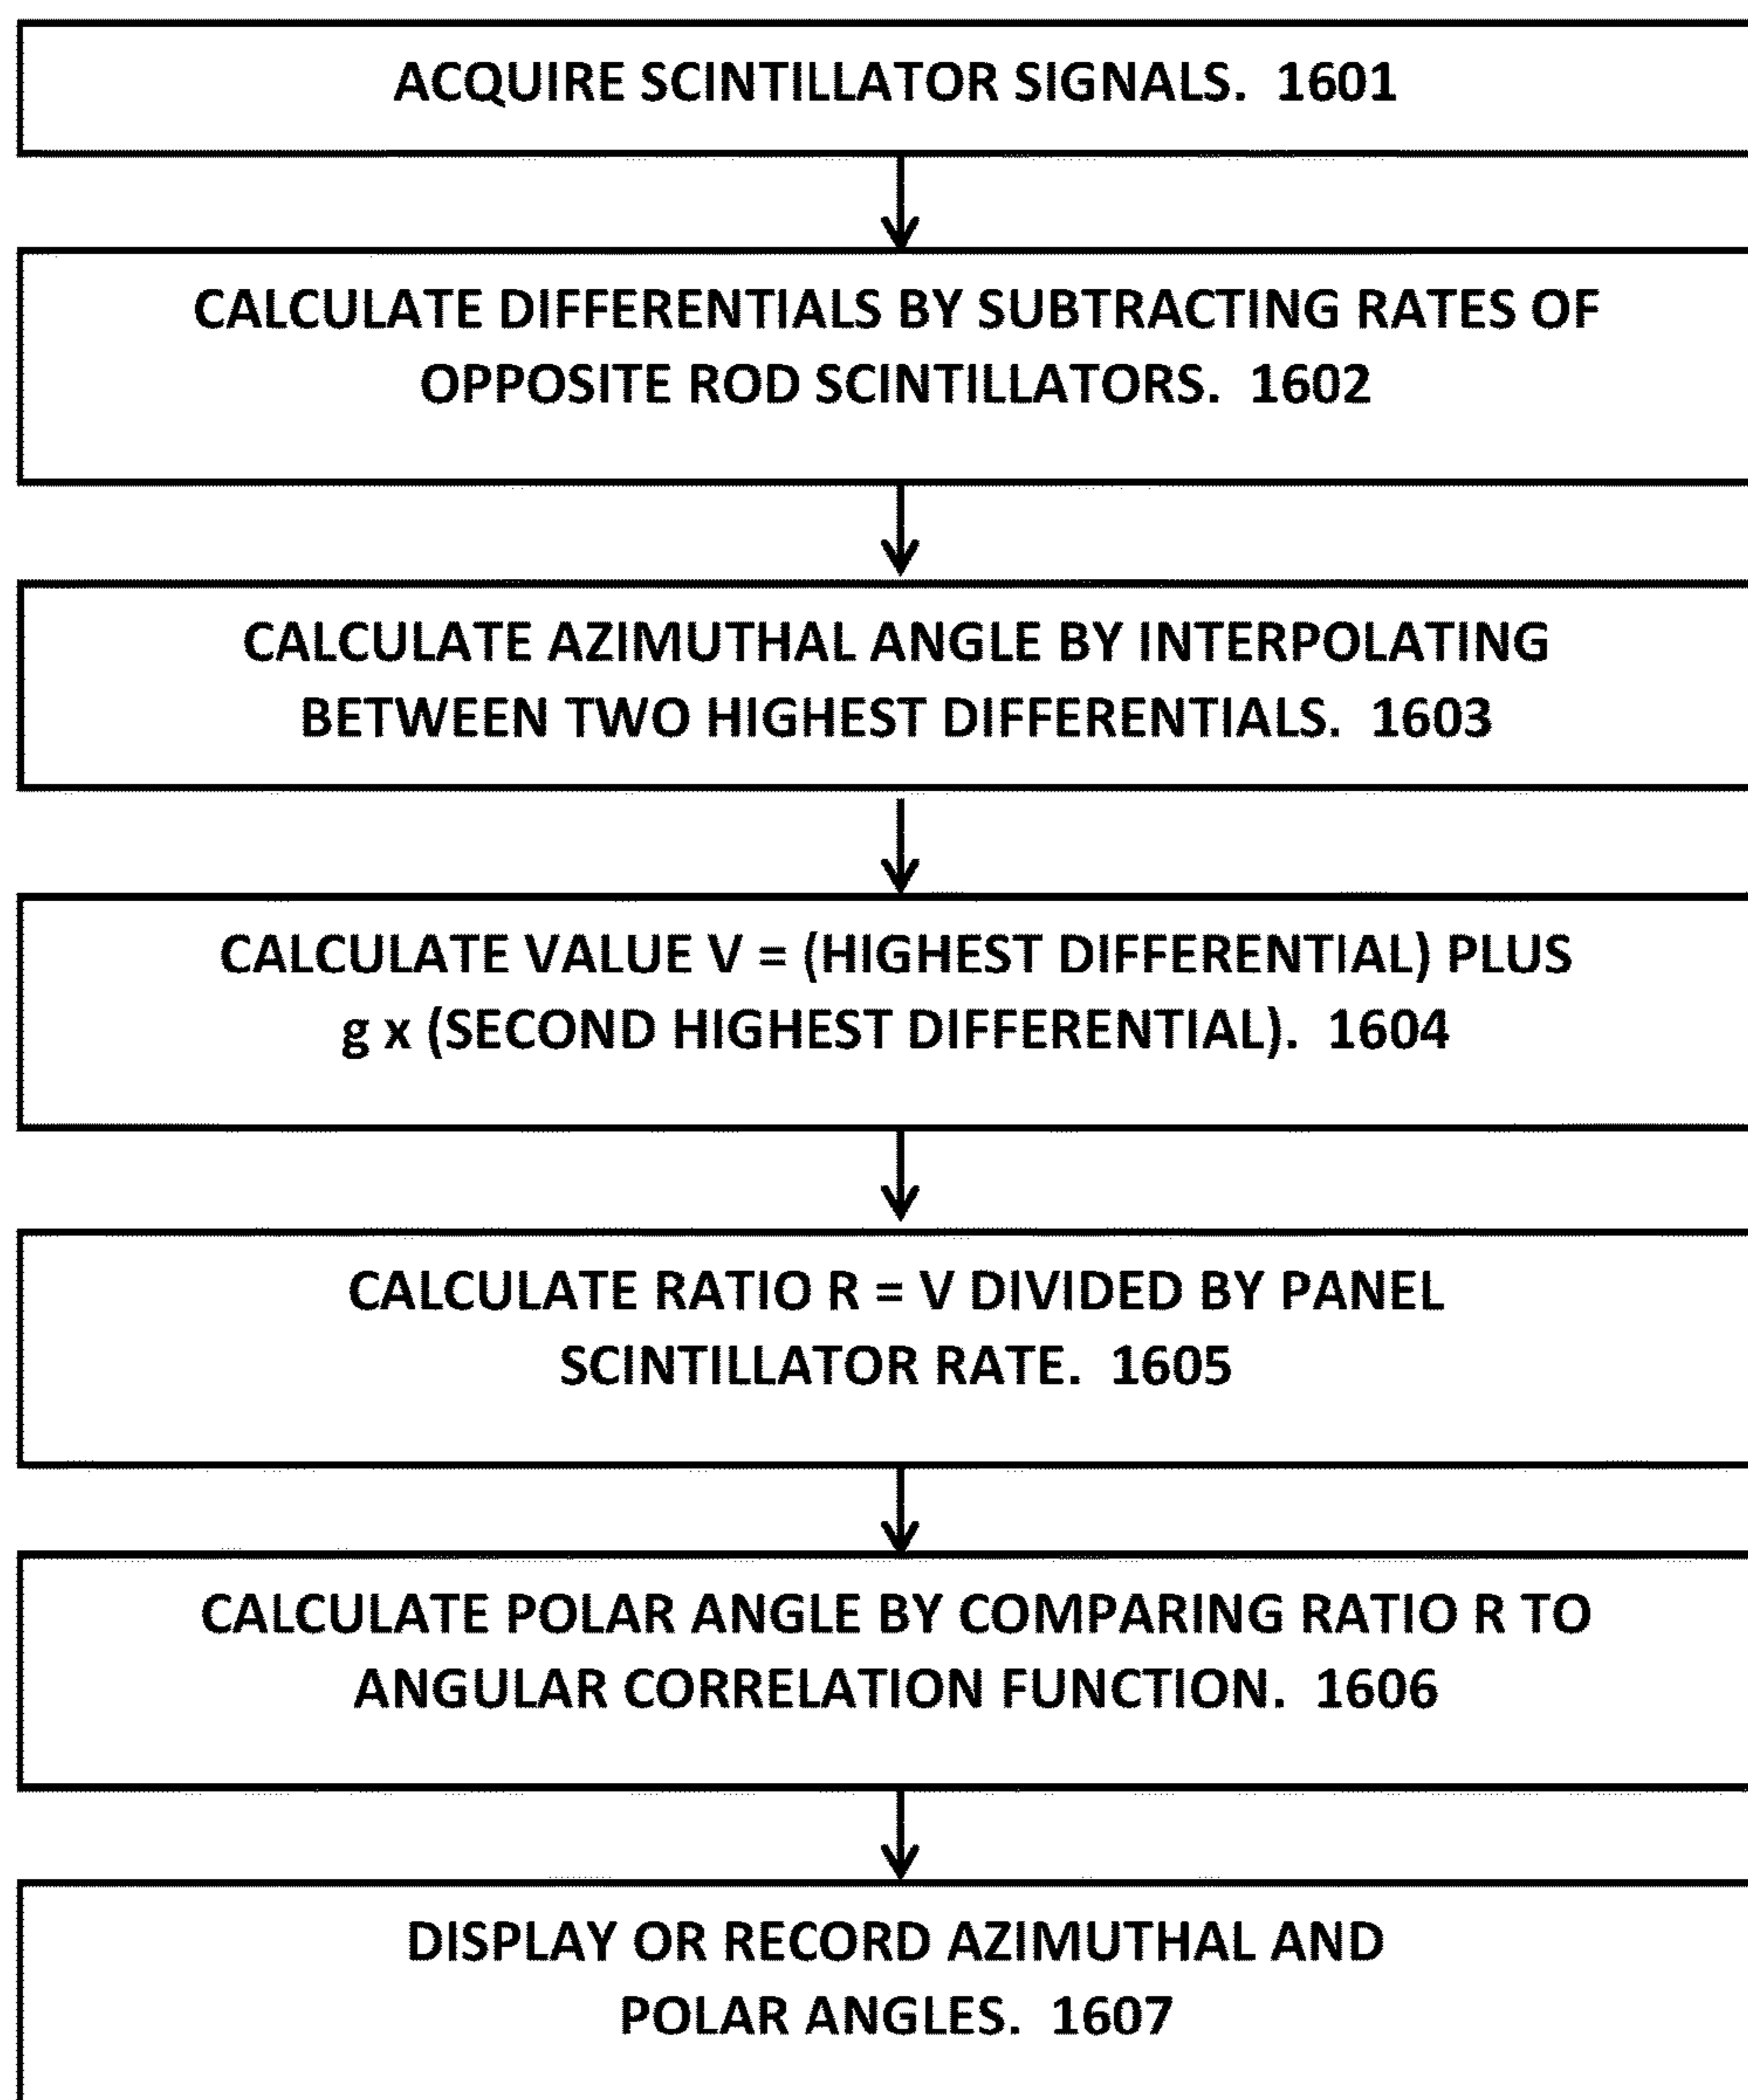 ACQUIRE SCINTILLATOR SIGNALS. 1601
CALCULATE DIFFERENTIALS BY SUBTRACTING RATES OF
OPPOSITE ROD SCINTILLATORS. 1602
CALCULATE AZIMUTHAL ANGLE BY INTERPOLATING
BETWEEN TWO HIGHEST DIFFERENTIALS. 1603
CALCULATE VALUE V = (HIGHEST DIFFERENTIAL) PLUS
g x (SECOND HIGHEST DIFFERENTIAL). 1604
CALCULATE RATIO R = V DIVIDED BY PANEL
SCINTILLATOR RATE. 1605
CALCULATE POLAR ANGLE BY COMPARING RATIO R TO
ANGULAR CORRELATION FUNCTION. 1606
DISPLAY OR RECORD AZIMUTHAL AND
POLAR ANGLES. 1607